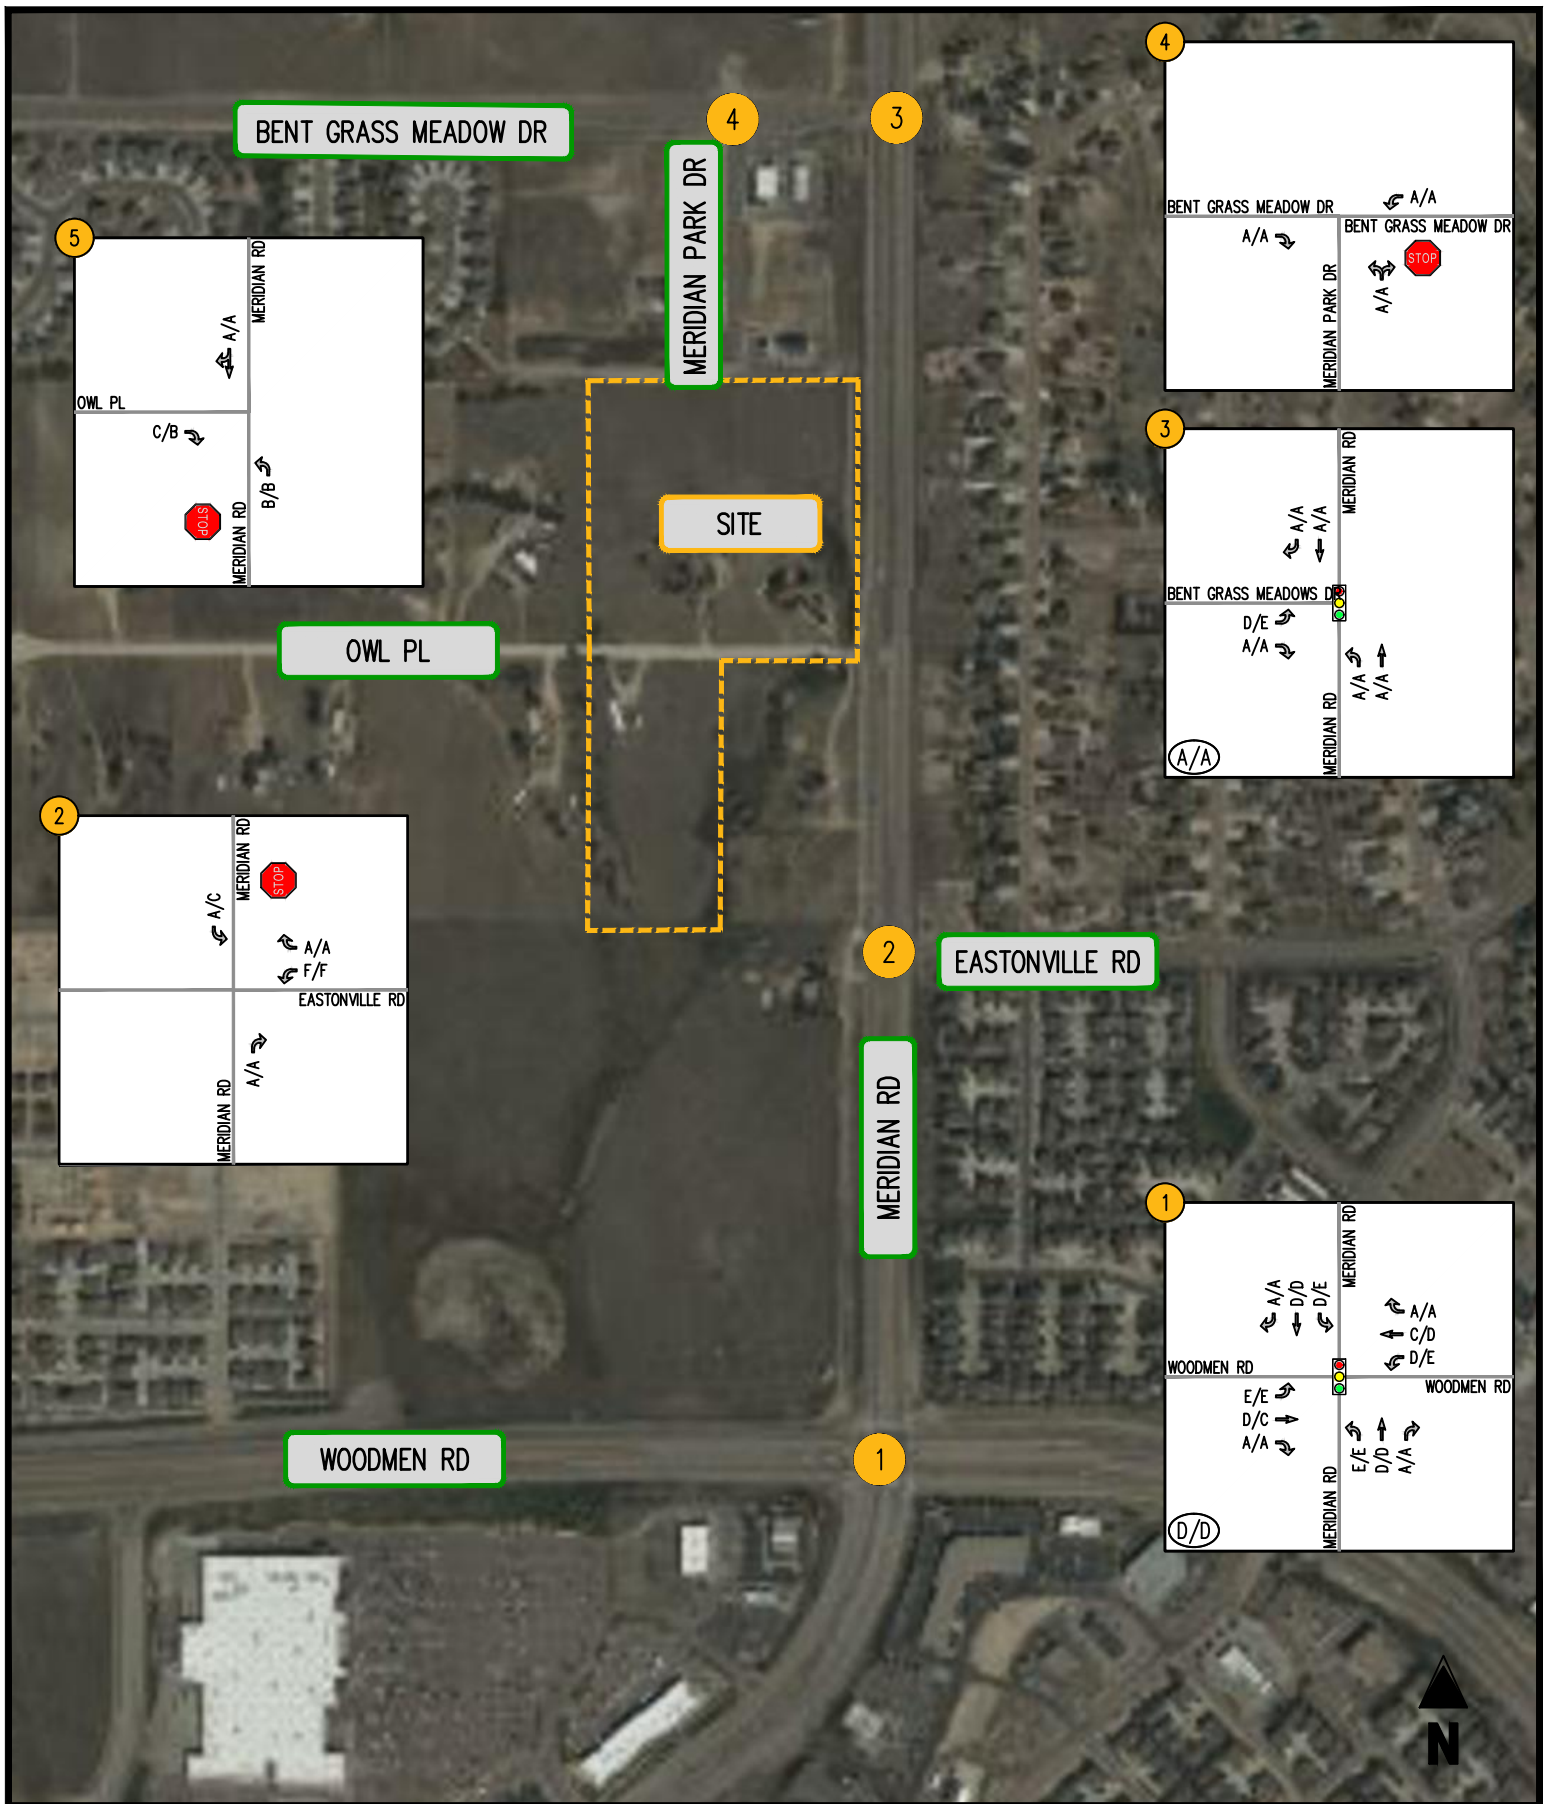 BENT GRASS MEADOW DR
4
3
MERIDIAN PARK DR
SITE
OWL PL
2
EASTONVILLE RD
MERIDIAN RD
WOODMEN RD
1
N
5
MERIDIAN RD
A/A
OWL PL
C/B
B/B
STOP
MERIDIAN RD
2
MERIDIAN RD
STOP
A/C
A/A
F/F
EASTONVILLE RD
A/A
MERIDIAN RD
4
A/A
BENT GRASS MEADOW DR
BENT GRASS MEADOW DR
A/A
STOP
A/A
MERIDIAN PARK DR
3
MERIDIAN RD
A/A
A/A
BENT GRASS MEADOWS DR
D/E
A/A
A/A
A/A
MERIDIAN RD
A/A
1
MERIDIAN RD
A/A
D/D
D/E
A/A
C/D
D/E
WOODMEN RD
WOODMEN RD
E/E
D/C
A/A
E/E
D/D
A/A
MERIDIAN RD
D/D